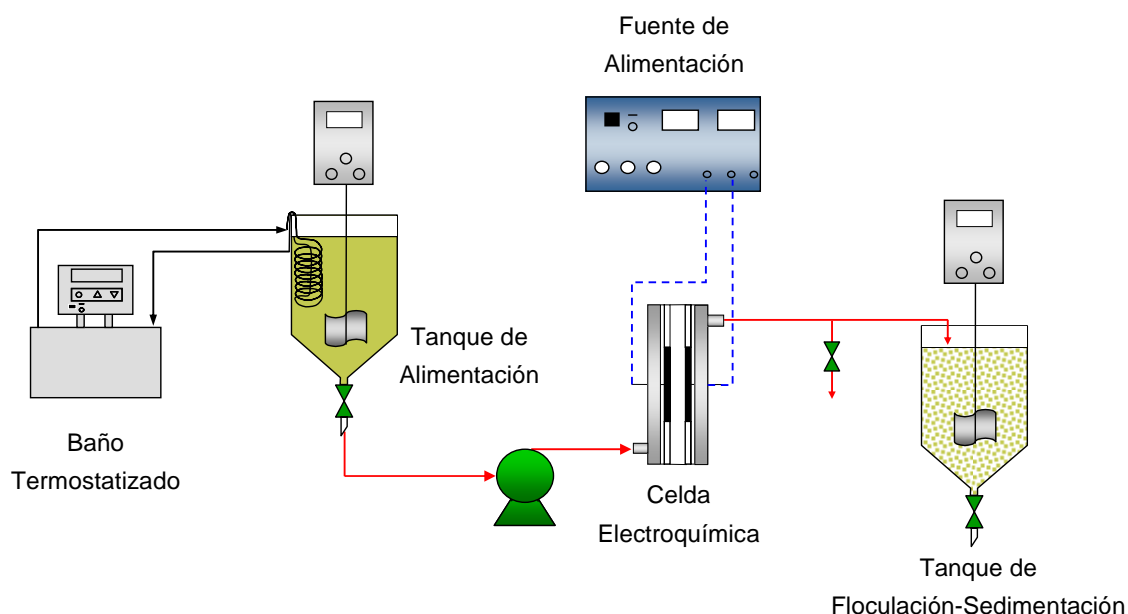 Fuente de
Alimentación
Tanque de
Alimentación
Baño
Termostatizado
Celda
Electroquímica
Tanque de
Floculación-Sedimentación